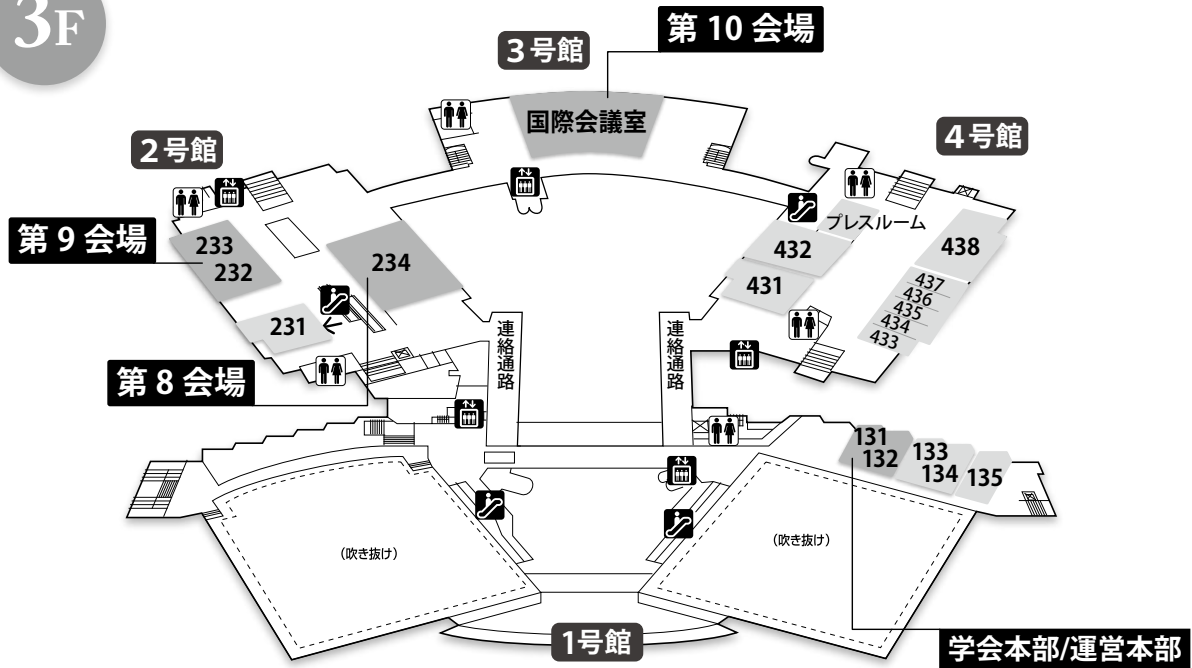 3F
3号館
第10会場
国際会議室
2号館
4号館
第9会場
233
232
234
プレスルーム
432
438
431
437
436
435
434
433
231
連絡通路
連絡通路
第8会場
131
132
133
134
135
(吹き抜け)
(吹き抜け)
1号館
学会本部/運営本部